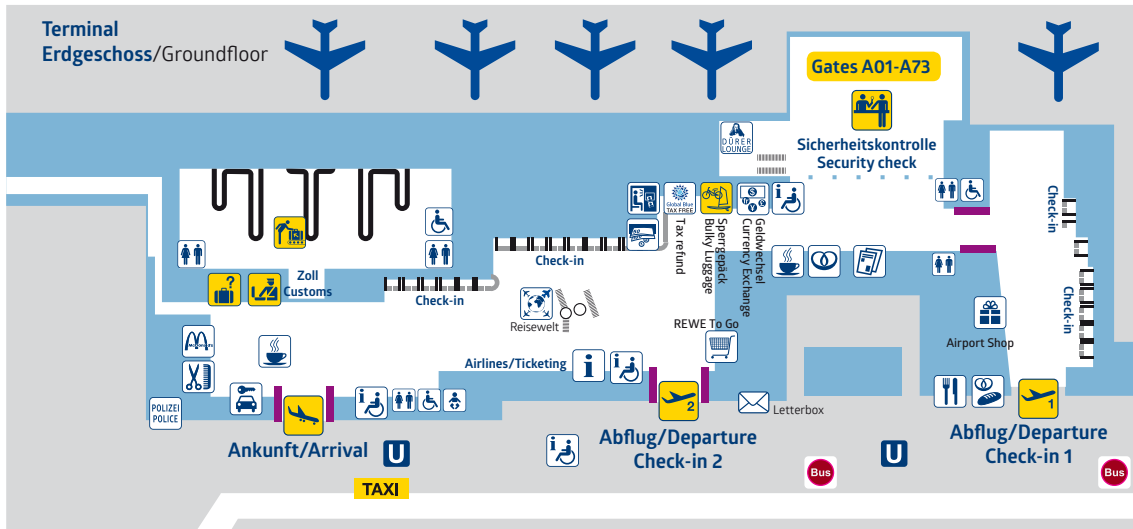 Terminal
Erdgeschoss/Groundfloor
Gates A01-A73
Sicherheitskontrolle
Security check
DÜRER
LOUNGE
Global Blue
TAX FREE
Tax refund
Sperrgepäck
Bulky Luggage
Geldwechsel
Currency Exchange
Check-in
Check-in
Check-in
Check-in
Zoll
Customs
Reisewelt
REWE To Go
Airport Shop
McDonald's
Airlines/Ticketing
POLIZEI
POLICE
Letterbox
2
1
Ankunft/Arrival
U
TAXI
Abflug/Departure
Check-in 2
Bus
U
Abflug/Departure
Check-in 1
Bus